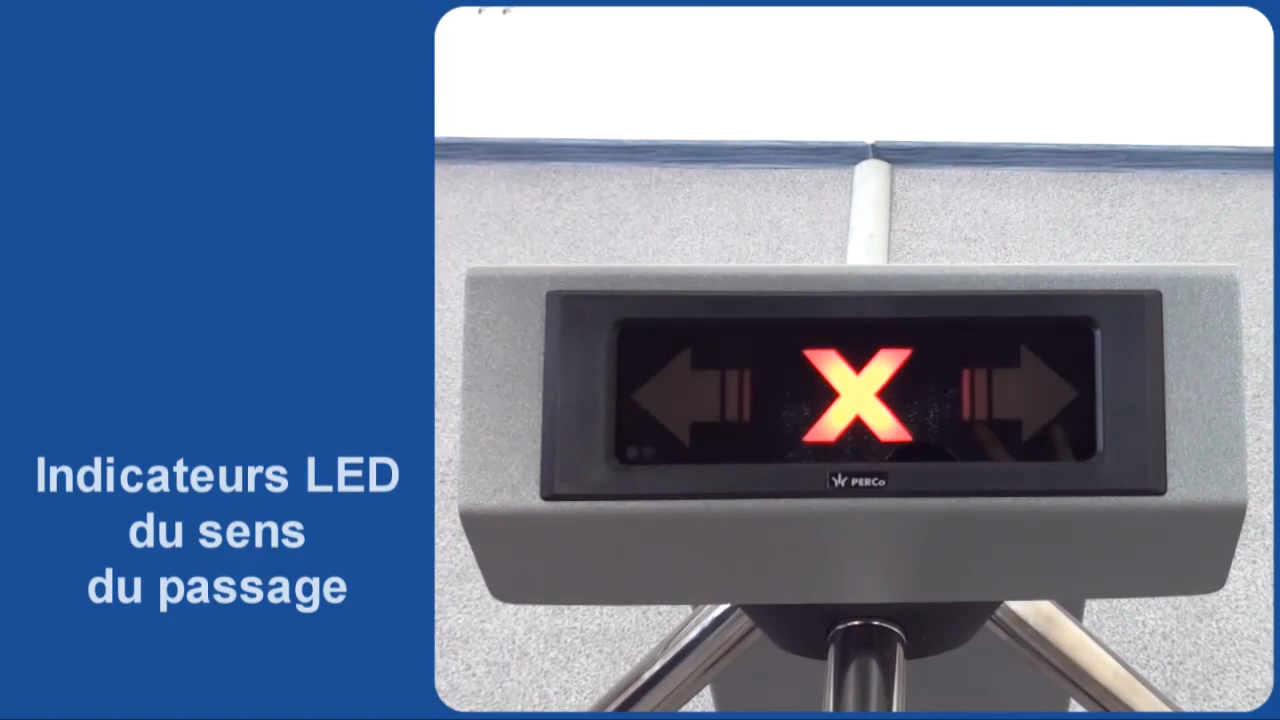 Indicateurs LED
du sens
du passage
X
PERCo